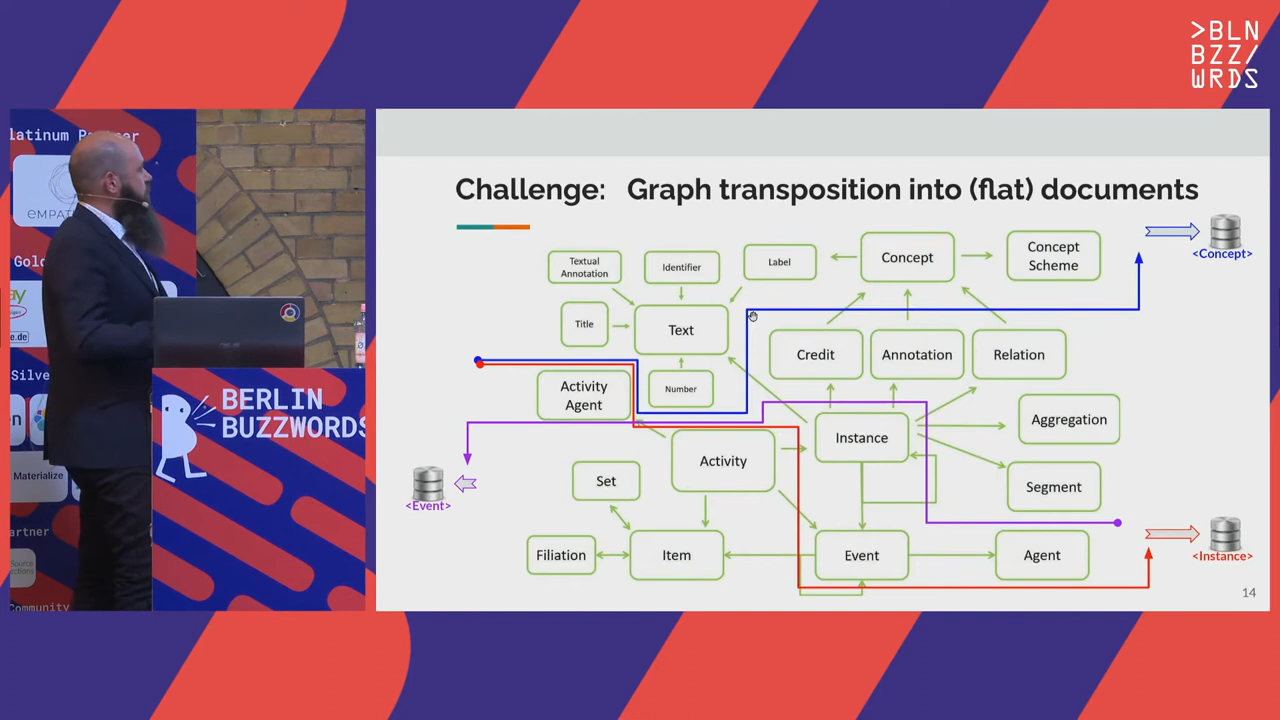 >BLN
BZZ/
WRDS
latinum
Gold
Silve
Materialize
artner
Source
ommunity
BERLIN
BUZZWORDS
Challenge: Graph transposition into (flat) documents
Textual
Annotation
Identifier
Label
Concept
Concept
Scheme
<Concept>
Title
Text
Credit
Annotation
Relation
Activity
Agent
Number
Instance
Aggregation
Activity
Set
Segment
<Event>
Filiation
Item
Event
Agent
<Instance>
14